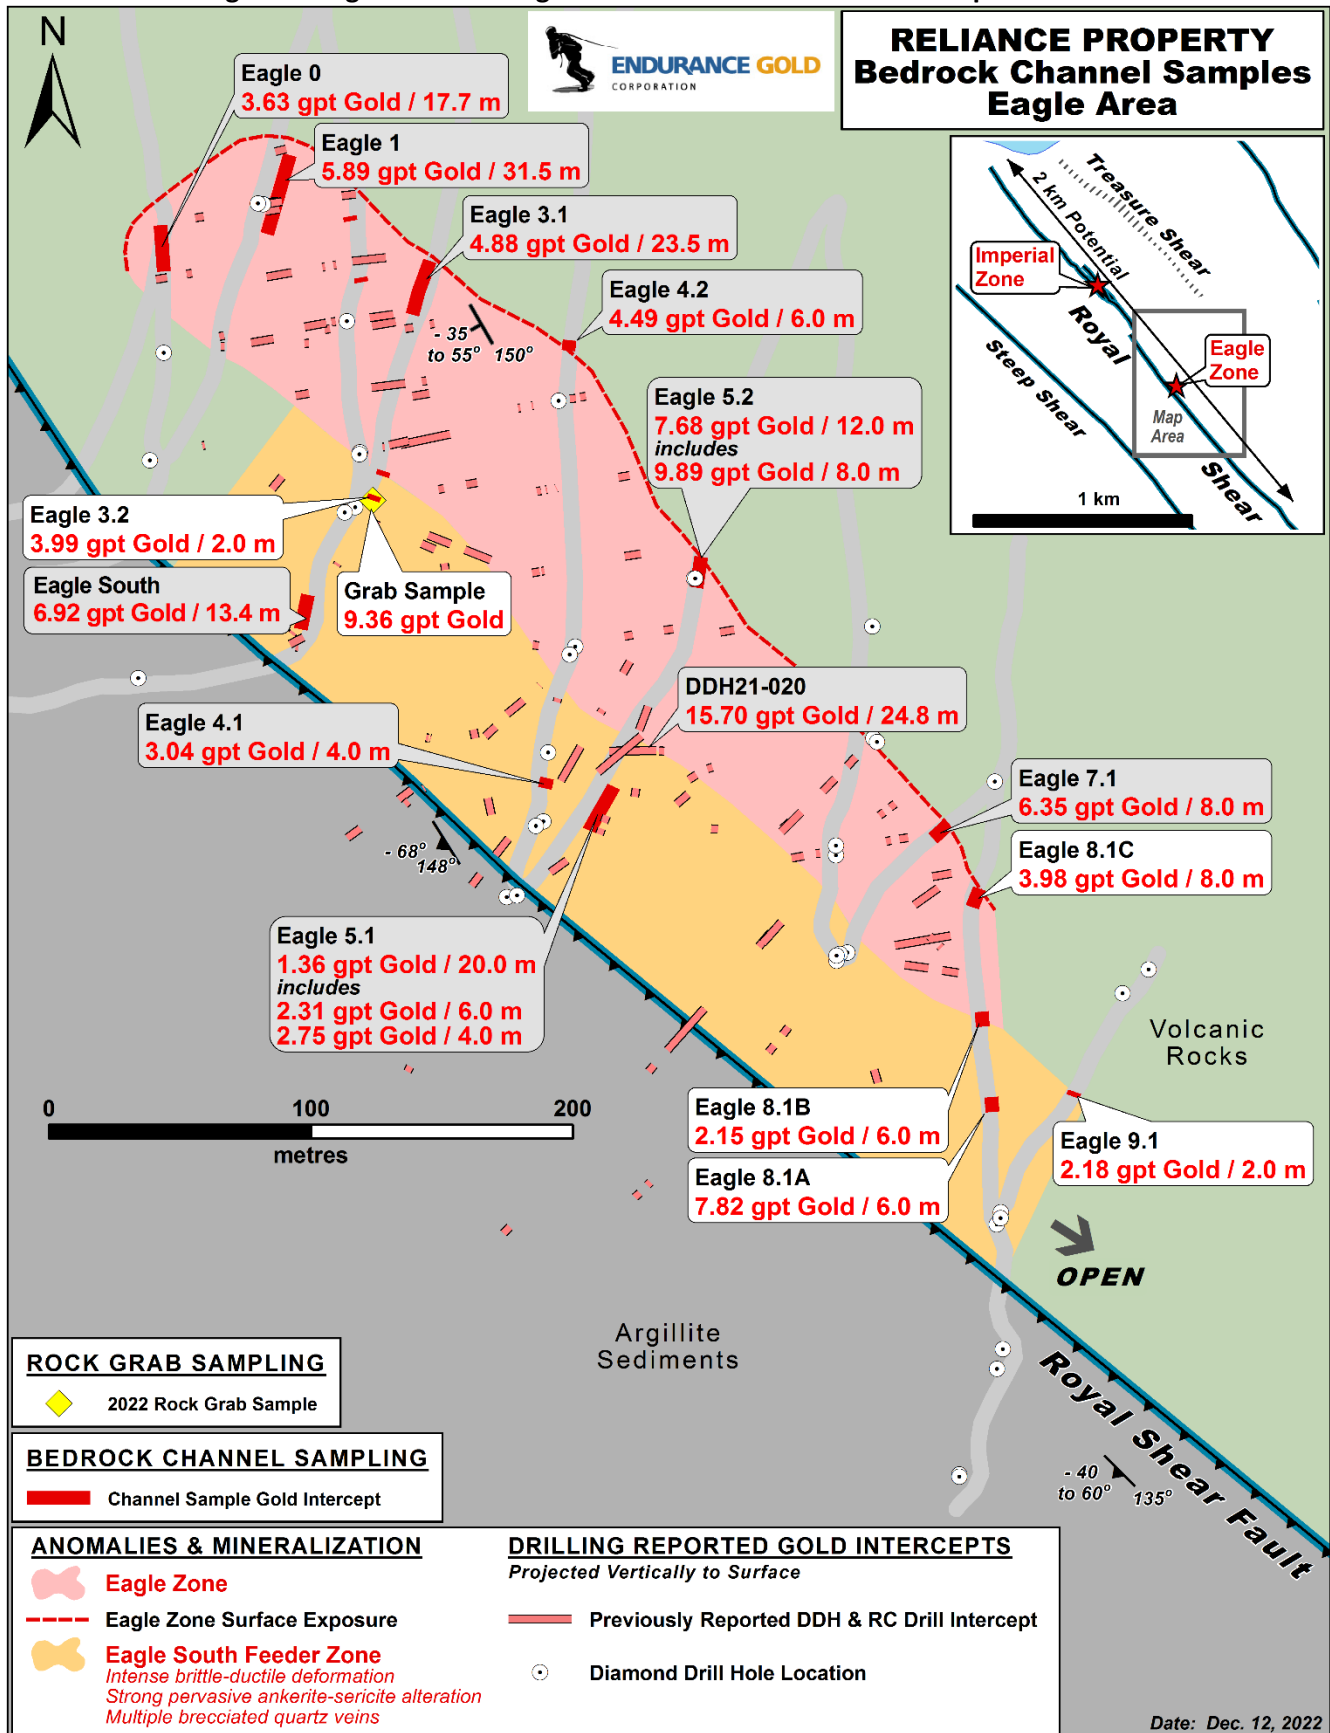 N
ENDURANCE GOLD
CORPORATION
RELIANCE PROPERTY
Bedrock Channel Samples
Eagle Area
Eagle 0
3.63 gpt Gold / 17.7 m
Eagle 1
5.89 gpt Gold / 31.5 m
Eagle 3.1
4.88 gpt Gold / 23.5 m
Eagle 4.2
4.49 gpt Gold / 6.0 m
- 35
to 55° 150°
Eagle 5.2
7.68 gpt Gold / 12.0 m
includes
9.89 gpt Gold / 8.0 m
Treasure Shear
2 km Potential
Imperial
Zone
Royal
Shear
Steep Shear
Eagle
Zone
Map
Area
1 km
Eagle 3.2
3.99 gpt Gold / 2.0 m
Eagle South
6.92 gpt Gold / 13.4 m
Grab Sample
9.36 gpt Gold
DDH21-020
15.70 gpt Gold / 24.8 m
Eagle 4.1
3.04 gpt Gold / 4.0 m
Eagle 7.1
6.35 gpt Gold / 8.0 m
- 68°
148°
Eagle 8.1C
3.98 gpt Gold / 8.0 m
Eagle 5.1
1.36 gpt Gold / 20.0 m
includes
2.31 gpt Gold / 6.0 m
2.75 gpt Gold / 4.0 m
Volcanic
Rocks
0 100 200
metres
Eagle 8.1B
2.15 gpt Gold / 6.0 m
Eagle 9.1
2.18 gpt Gold / 2.0 m
Eagle 8.1A
7.82 gpt Gold / 6.0 m
OPEN
Argillite
Sediments
Royal Shear Fault
- 40
to 60° 135°
ROCK GRAB SAMPLING
2022 Rock Grab Sample
BEDROCK CHANNEL SAMPLING
Channel Sample Gold Intercept
ANOMALIES & MINERALIZATION
Eagle Zone
Eagle Zone Surface Exposure
Eagle South Feeder Zone
Intense brittle-ductile deformation
Strong pervasive ankerite-sericite alteration
Multiple brecciated quartz veins
DRILLING REPORTED GOLD INTERCEPTS
Projected Vertically to Surface
Previously Reported DDH & RC Drill Intercept
Diamond Drill Hole Location
Date: Dec. 12, 2022